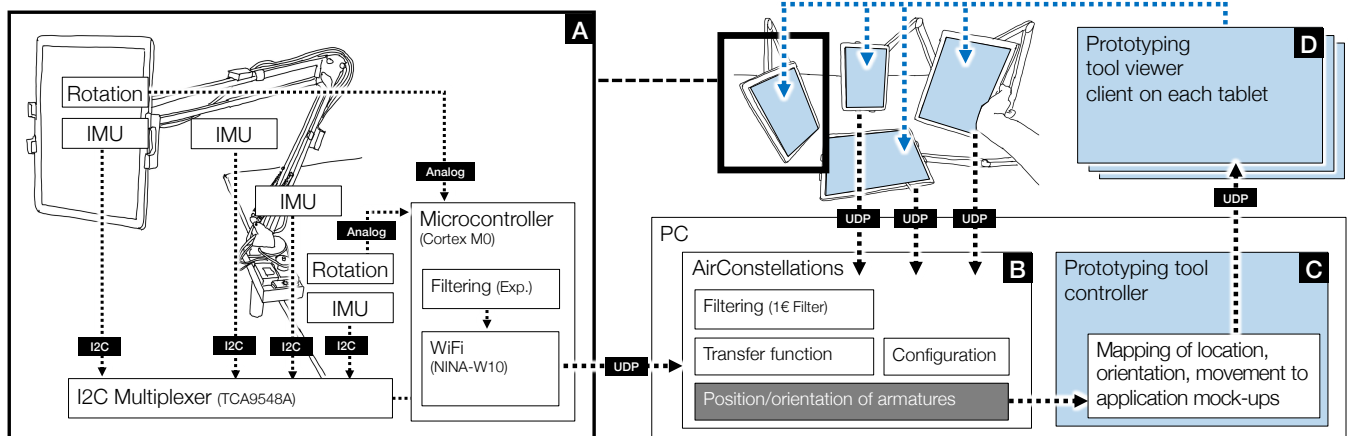 A
Rotation
IMU
IMU
IMU
Analog
Analog
Rotation
IMU
I2C
I2C
I2C
I2C
I2C Multiplexer (TCA9548A)
Microcontroller
(Cortex M0)
Filtering (Exp.)
WiFi
(NINA-W10)
UDP
UDP
UDP
UDP
PC
B
AirConstellations
Filtering (1€ Filter)
Transfer function
Configuration
Position/orientation of armatures
C
Prototyping tool
controller
Mapping of location,
orientation, movement to
application mock-ups
UDP
D
Prototyping
tool viewer
client on each tablet